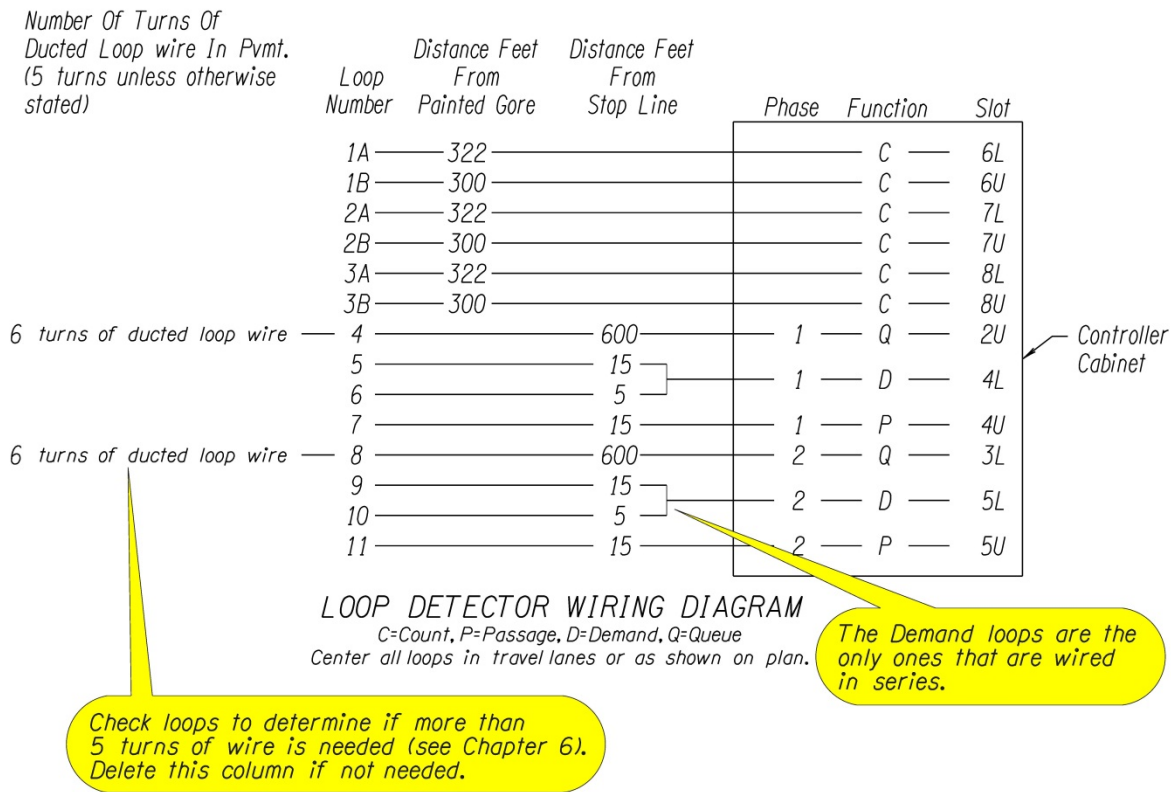 Number Of Turns Of
Ducted Loop wire In Pvmt.
(5 turns unless otherwise
stated)
Loop
Number
Distance Feet
From
Painted Gore
Distance Feet
From
Stop Line
Phase Function Slot
1A 322 C 6L
1B 300 C 6U
2A 322 C 7L
2B 300 C 7U
3A 322 C 8L
3B 300 C 8U
6 turns of ducted loop wire 4 600 1 Q 2U
5 15
1 D 4L
6 5
7 15 1 P 4U
6 turns of ducted loop wire 8 600 2 Q 3L
9 15
2 D 5L
10 5
11 15 2 P 5U
Controller
Cabinet
LOOP DETECTOR WIRING DIAGRAM
C=Count, P=Passage, D=Demand, Q=Queue
Center all loops in travel lanes or as shown on plan.
The Demand loops are the
only ones that are wired
in series.
Check loops to determine if more than
5 turns of wire is needed (see Chapter 6).
Delete this column if not needed.